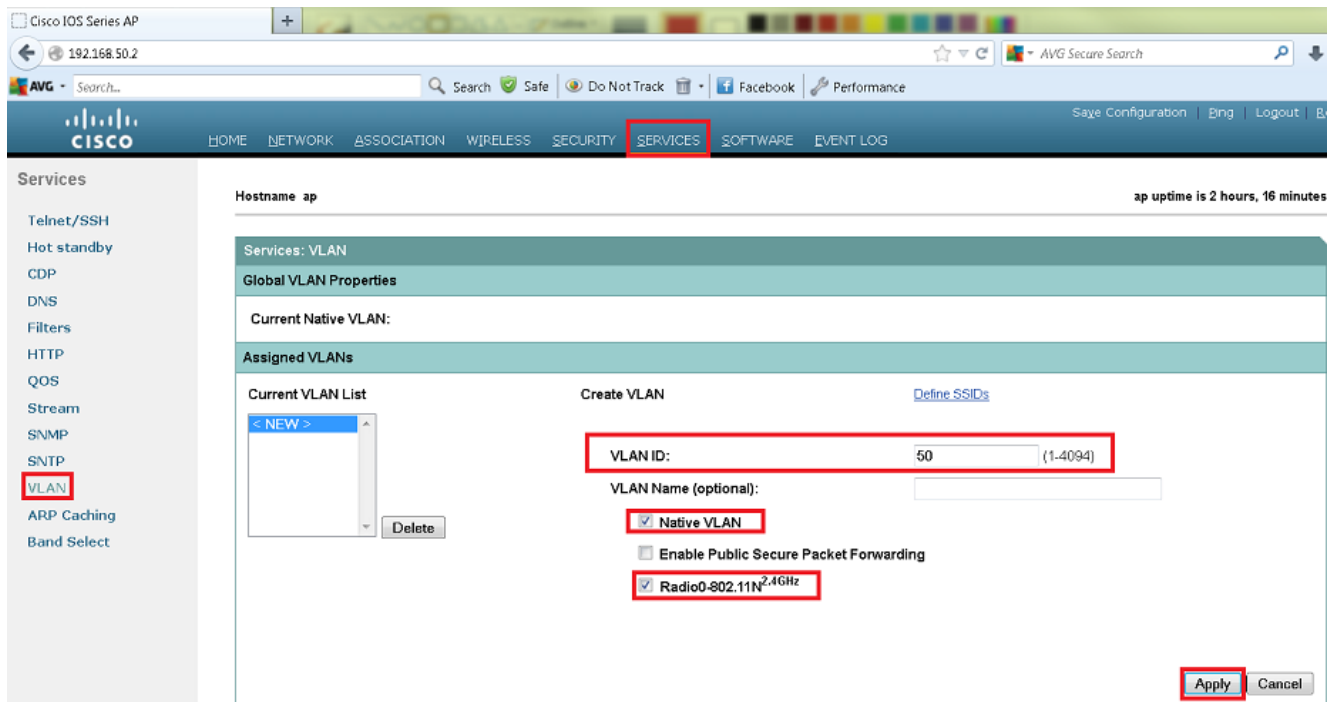 Cisco IOS Series AP
+
192.168.50.2
AVG Secure Search
AVG Search... Search Safe Do Not Track Facebook Performance
Save Configuration | Ping | Logout |
CISCO
HOME NETWORK ASSOCIATION WIRELESS SECURITY SERVICES SOFTWARE EVENT LOG
Services
Telnet/SSH
Hot standby
CDP
DNS
Filters
HTTP
QOS
Stream
SNMP
SNTP
VLAN
ARP Caching
Band Select
Hostname ap
ap uptime is 2 hours, 16 minutes
Services: VLAN
Global VLAN Properties
Current Native VLAN:
Assigned VLANs
Current VLAN List
< NEW >
Delete
Create VLAN
Define SSIDs
VLAN ID: 50 (1-4094)
VLAN Name (optional):
Native VLAN
Enable Public Secure Packet Forwarding
Radio0-802.11N2.4GHz
Apply Cancel